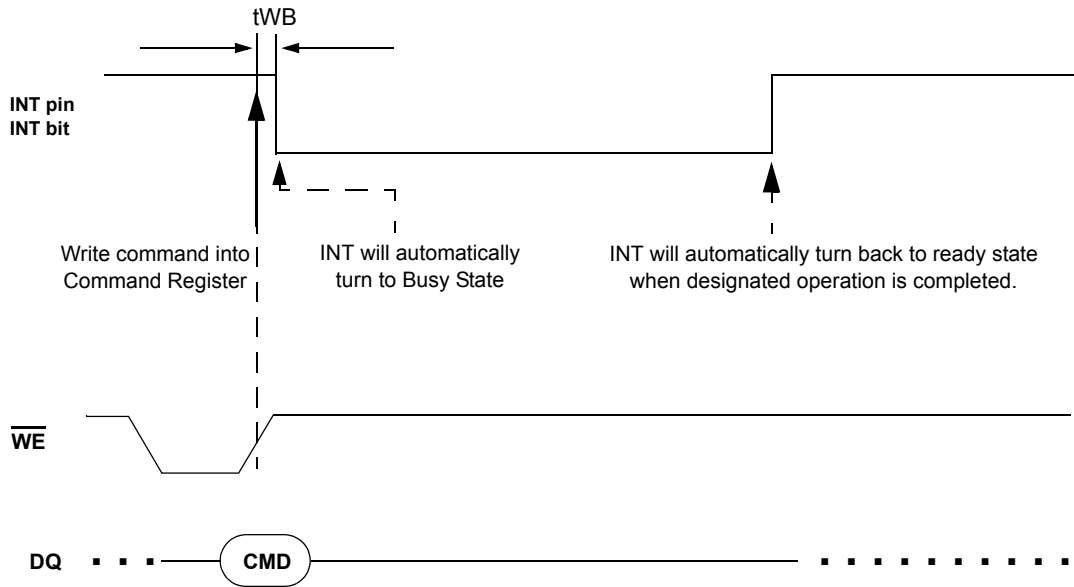 tWB
INT pin
INT bit
Write command into
Command Register
INT will automatically
turn to Busy State
INT will automatically turn back to ready state
when designated operation is completed.
WE
DQ
CMD